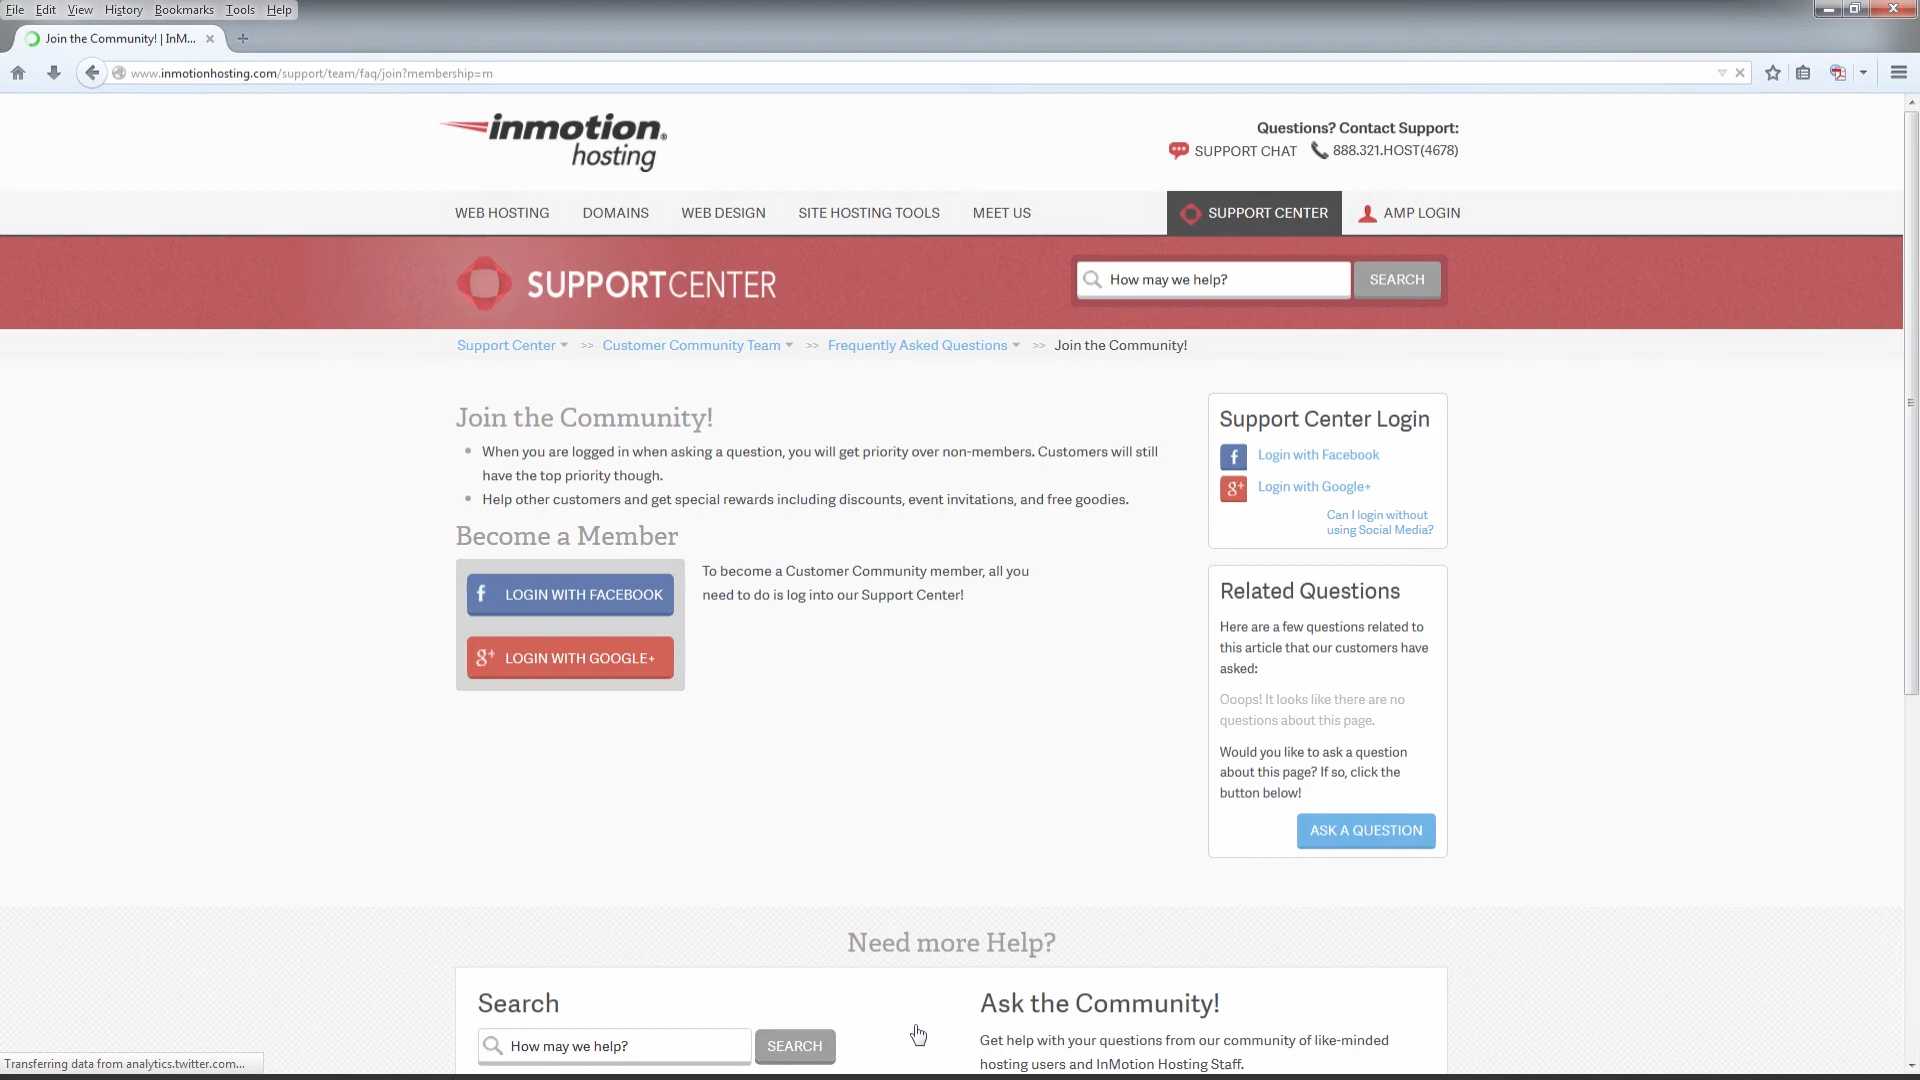 File Edit View History Bookmarks Tools Help
Join the Community! | InM...
www.inmotionhosting.com/support/team/faq/join?membership=m
inmotion®
hosting
Questions? Contact Support:
SUPPORT CHAT 888.321.HOST(4678)
WEB HOSTING DOMAINS WEB DESIGN SITE HOSTING TOOLS MEET US SUPPORT CENTER AMP LOGIN
SUPPORTCENTER
How may we help? SEARCH
Support Center >> Customer Community Team >> Frequently Asked Questions >> Join the Community!
Join the Community!
When you are logged in when asking a question, you will get priority over non-members. Customers will still
have the top priority though.
Help other customers and get special rewards including discounts, event invitations, and free goodies.
Become a Member
f LOGIN WITH FACEBOOK
g+ LOGIN WITH GOOGLE+
To become a Customer Community member, all you
need to do is log into our Support Center!
Support Center Login
f Login with Facebook
g+ Login with Google+
Can I login without
using Social Media?
Related Questions
Here are a few questions related to
this article that our customers have
asked:
Ooops! It looks like there are no
questions about this page.
Would you like to ask a question
about this page? If so, click the
button below!
ASK A QUESTION
Need more Help?
Search
How may we help? SEARCH
Ask the Community!
Get help with your questions from our community of like-minded
hosting users and InMotion Hosting Staff.
Transferring data from analytics.twitter.com...